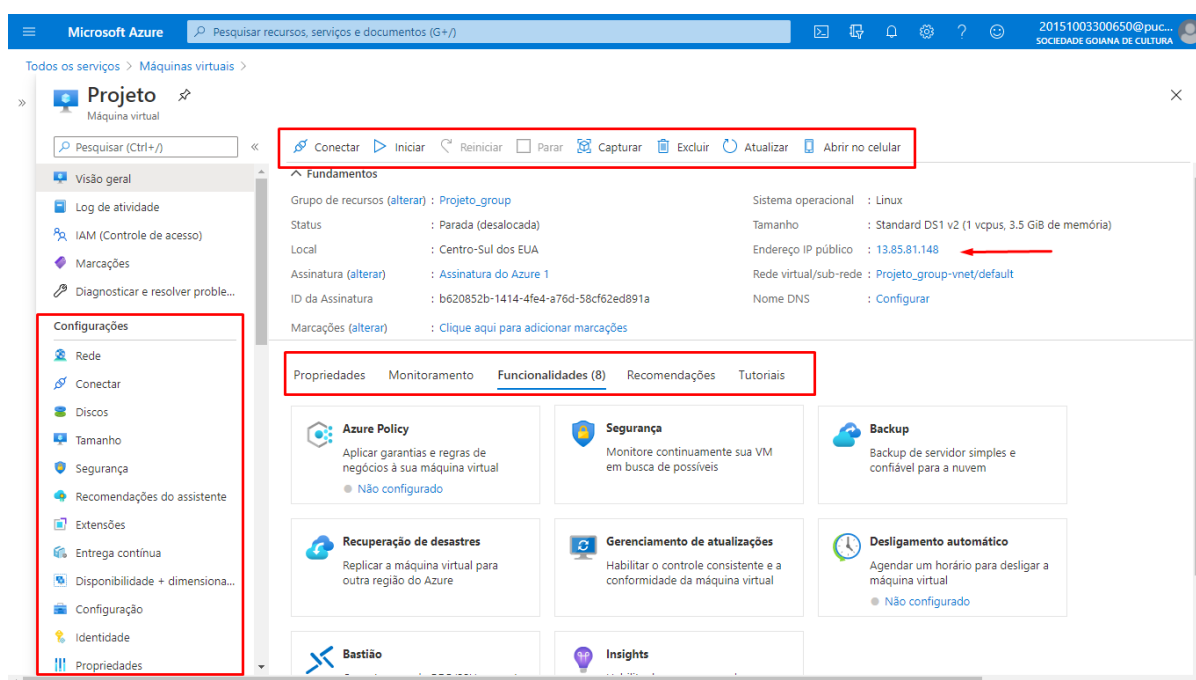 Microsoft Azure
Pesquisar recursos, serviços e documentos (G+/)
20151003300650@puc...
SOCIEDADE GOIANA DE CULTURA
Todos os serviços > Máquinas virtuais >
Projeto
Máquina virtual
Pesquisar (Ctrl+/)
Visão geral
Log de atividade
IAM (Controle de acesso)
Marcações
Diagnosticar e resolver proble...
Configurações
Rede
Conectar
Discos
Tamanho
Segurança
Recomendações do assistente
Extensões
Entrega contínua
Disponibilidade + dimensiona...
Configuração
Identidade
Propriedades
Conectar Iniciar Reiniciar Parar Capturar Excluir Atualizar Abrir no celular
Fundamentos
Grupo de recursos (alterar) : Projeto_group
Status : Parada (desalocada)
Local : Centro-Sul dos EUA
Assinatura (alterar) : Assinatura do Azure 1
ID da Assinatura : b620852b-1414-4fe4-a76d-58cf62ed891a
Marcações (alterar) : Clique aqui para adicionar marcações
Sistema operacional : Linux
Tamanho : Standard DS1 v2 (1 vcpus, 3.5 GiB de memória)
Endereço IP público : 13.85.81.148
Rede virtual/sub-rede : Projeto_group-vnet/default
Nome DNS : Configurar
Propriedades Monitoramento Funcionalidades (8) Recomendações Tutoriais
Azure Policy
Aplicar garantias e regras de
negócios à sua máquina virtual
Não configurado
Segurança
Monitore continuamente sua VM
em busca de possíveis
Backup
Backup de servidor simples e
confiável para a nuvem
Recuperação de desastres
Replicar a máquina virtual para
outra região do Azure
Gerenciamento de atualizações
Habilitar o controle consistente e a
conformidade da máquina virtual
Desligamento automático
Agendar um horário para desligar a
máquina virtual
Não configurado
Bastião
Insights